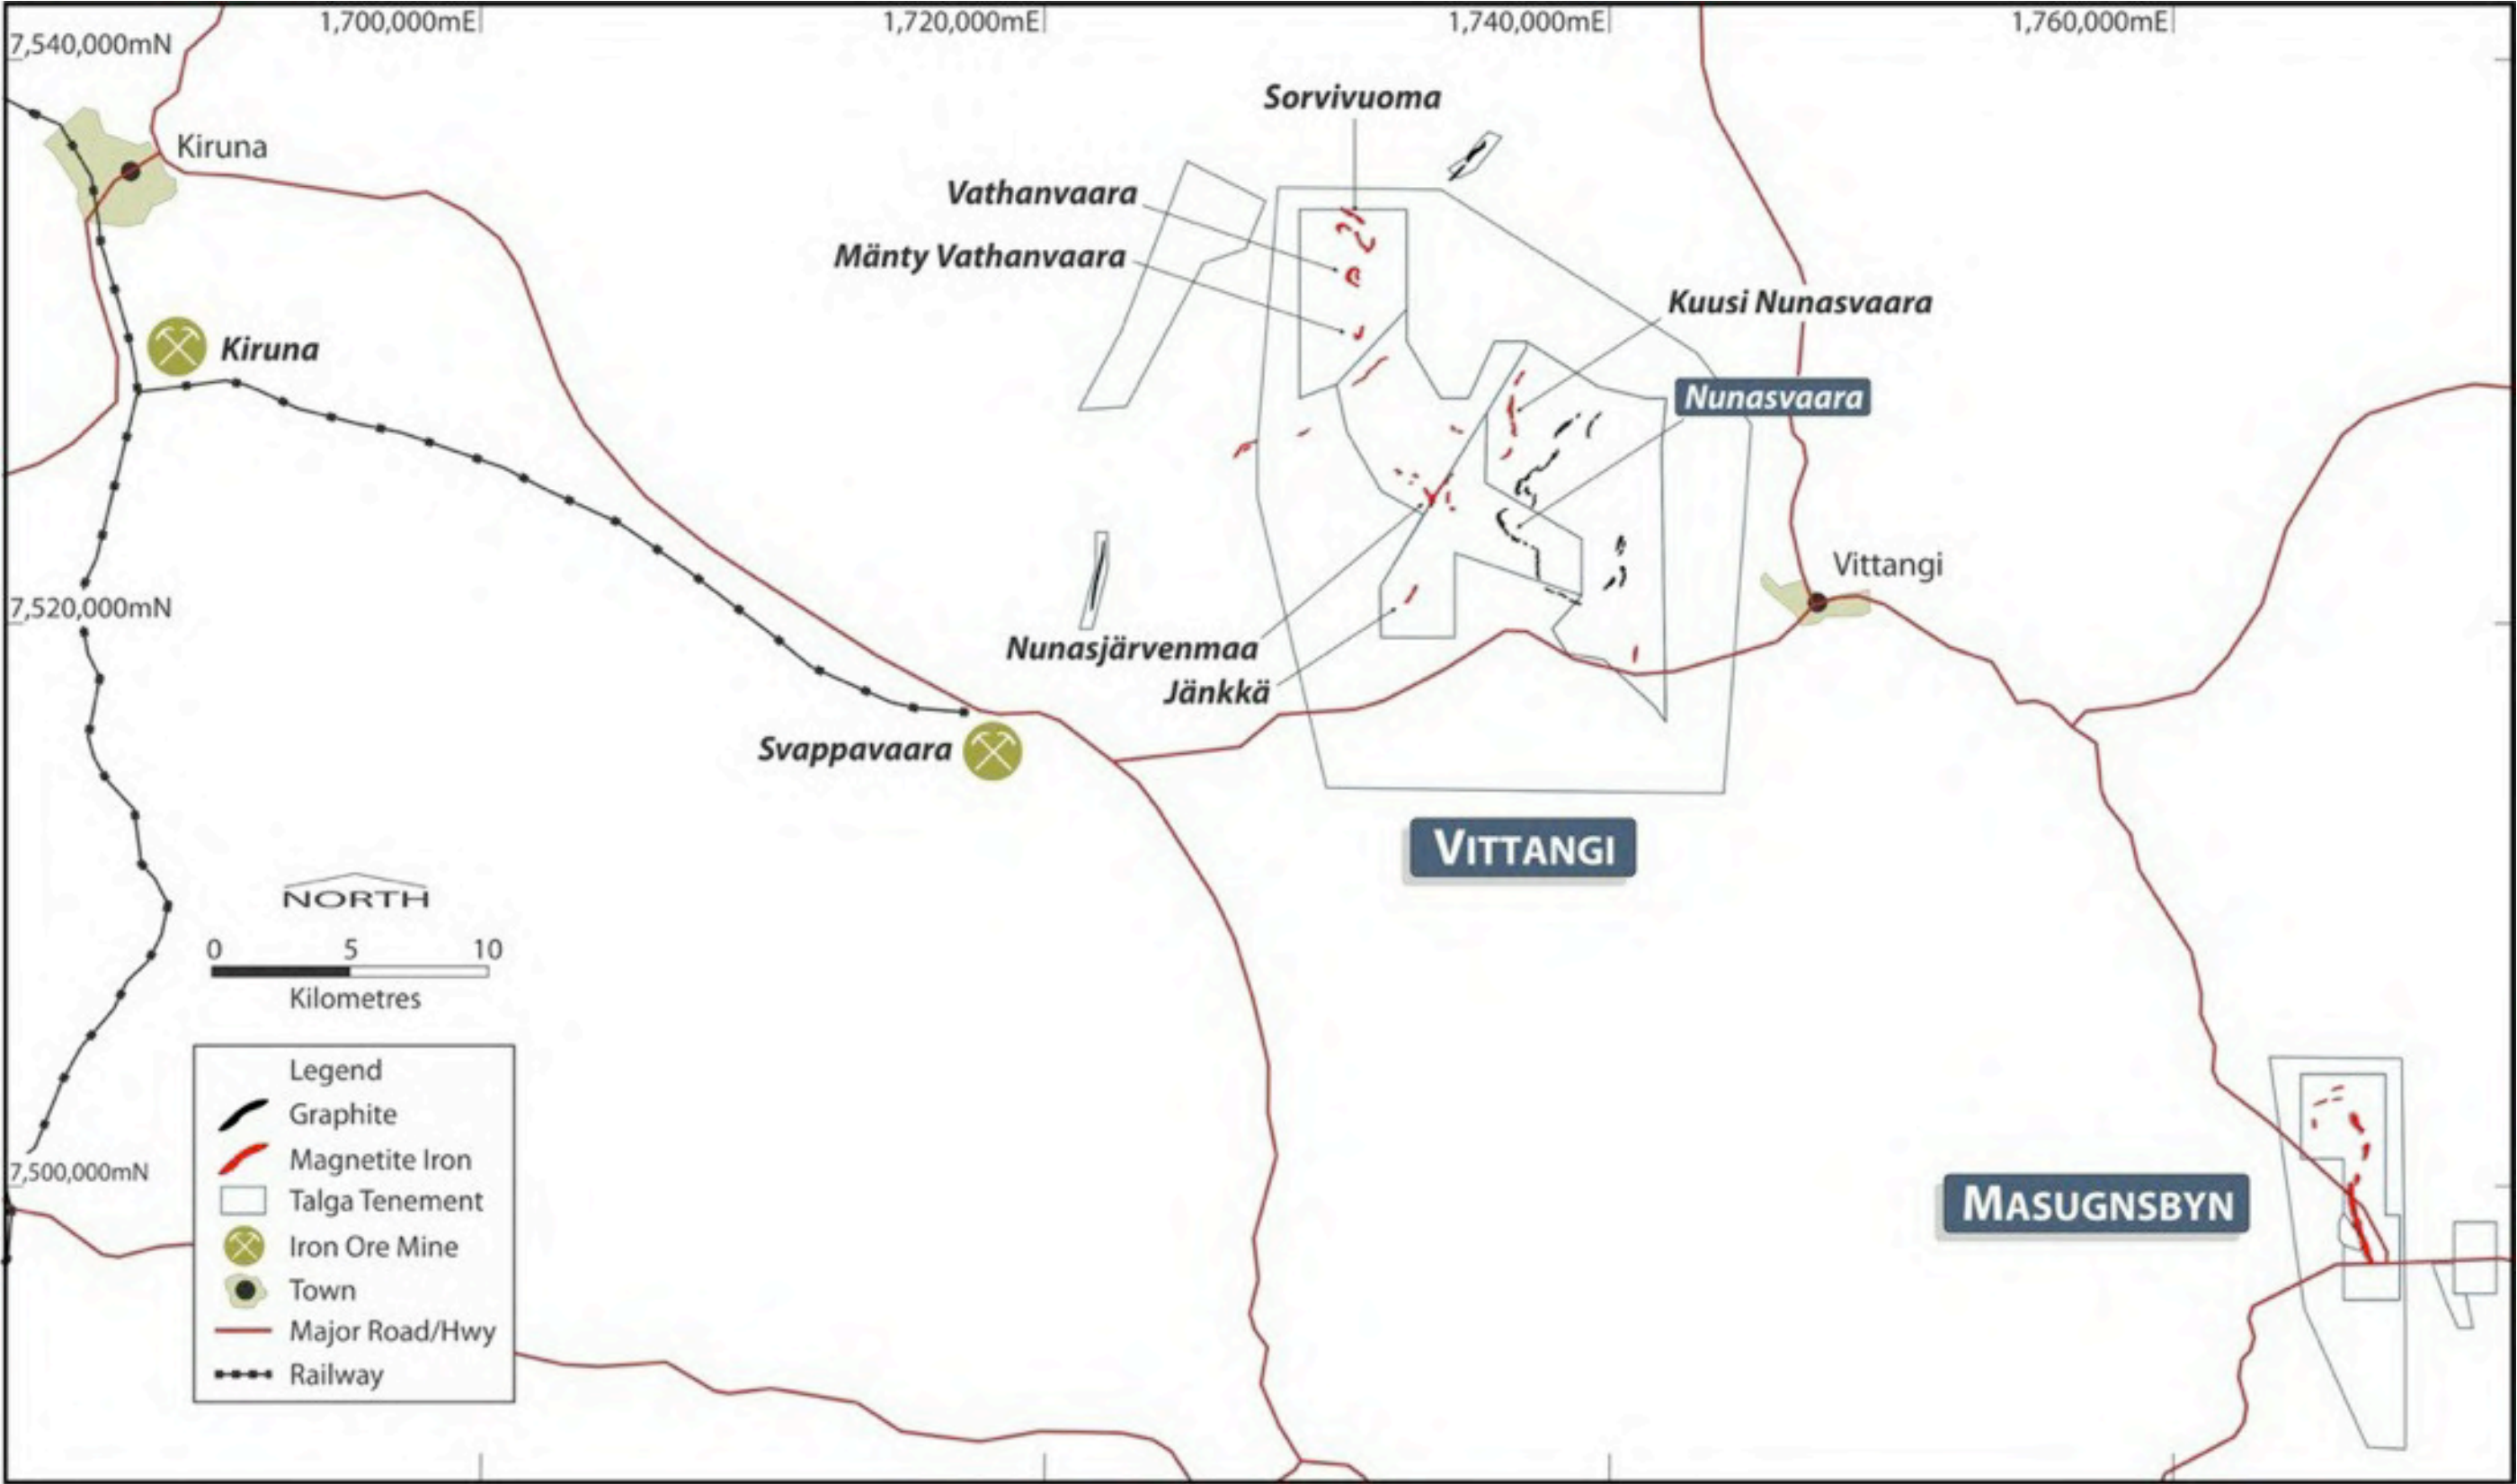 1,700,000mE
1,720,000mE
1,740,000mE
1,760,000mE
7,540,000mN
Sorvivuoma
Kiruna
Vathanvaara
Mänty Vathanvaara
Kuusi Nunasvaara
Kiruna
Nunasvaara
Vittangi
7,520,000mN
Nunasjärvenmaa
Jänkkä
Svappavaara
VITTANGI
NORTH
0 5 10
Kilometres
Legend
Graphite
Magnetite Iron
Talga Tenement
Iron Ore Mine
Town
Major Road/Hwy
Railway
7,500,000mN
MASUGNSBYN